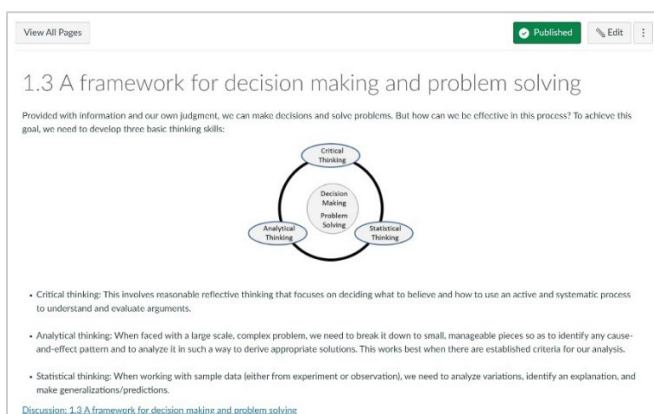 View All Pages
Published
Edit
1.3 A framework for decision making and problem solving
Provided with information and our own judgment, we can make decisions and solve problems. But how can we be effective in this process? To achieve this
goal, we need to develop three basic thinking skills:
Critical
Thinking
Decision
Making
Problem
Solving
Analytical
Thinking
Statistical
Thinking
• Critical thinking: This involves reasonable reflective thinking that focuses on deciding what to believe and how to use an active and systematic process
to understand and evaluate arguments.
• Analytical thinking: When faced with a large scale, complex problem, we need to break it down to small, manageable pieces so as to identify any cause-
and-effect pattern and to analyze it in such a way to derive appropriate solutions. This works best when there are established criteria for our analysis.
• Statistical thinking: When working with sample data (either from experiment or observation), we need to analyze variations, identify an explanation, and
make generalizations/predictions.
Discussion: 1.3 A framework for decision making and problem solving